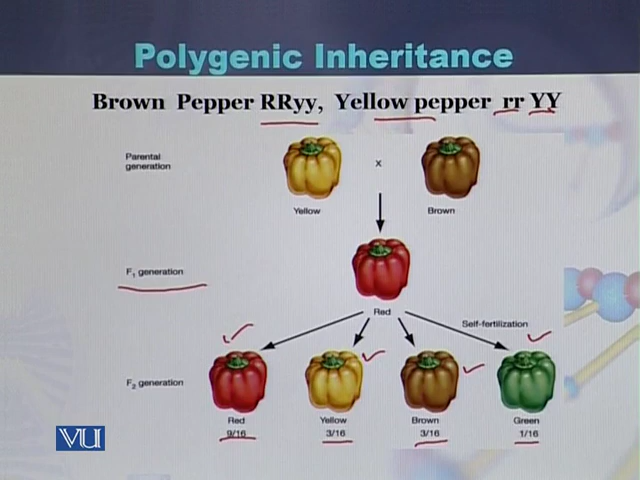 Polygenic Inheritance
Brown Pepper RRyy, Yellow pepper rr YY
Parental
generation
x
Yellow
Brown
F₁ generation
Red
Self-fertilization
F₂ generation
Red
Yellow
Brown
Green
9/16
3/16
3/16
1/16
VU